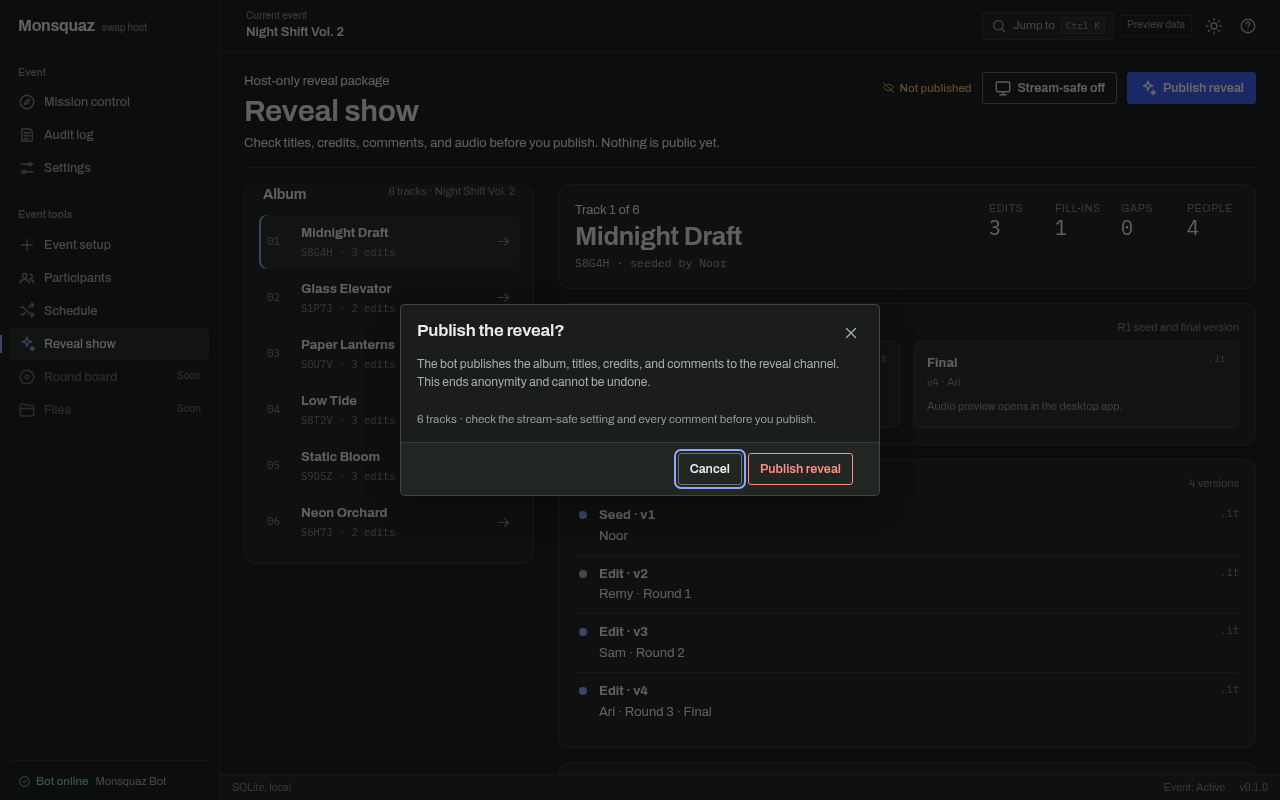 Monsquaz swap host
Event
Mission control
Audit log
Settings
Event tools
Event setup
Participants
Schedule
Reveal show
Round board Soon
Files Soon
Bot online Monsquaz Bot
Current event
Night Shift Vol. 2
Jump to Ctrl K
Preview data
Host-only reveal package
Reveal show
Check titles, credits, comments, and audio before you publish. Nothing is public yet.
Not published
Stream-safe off
Publish reveal
Album 6 tracks · Night Shift Vol. 2
01 Midnight Draft
S8G4H · 3 edits
02 Glass Elevator
S1P7J · 2 edits
03 Paper Lanterns
S0U7V · 3 edits
04 Low Tide
S8T2V · 3 edits
05 Static Bloom
S9D5Z · 3 edits
06 Neon Orchard
S6H7J · 2 edits
Track 1 of 6
Midnight Draft
S8G4H · seeded by Noor
EDITS FILL-INS GAPS PEOPLE
3 1 0 4
R1 seed and final version
.it
Final .it
v4 · Ari
Audio preview opens in the desktop app.
Publish the reveal?
The bot publishes the album, titles, credits, and comments to the reveal channel.
This ends anonymity and cannot be undone.
6 tracks · check the stream-safe setting and every comment before you publish.
Cancel
Publish reveal
4 versions
Seed · v1 .it
Noor
Edit · v2 .it
Remy · Round 1
Edit · v3 .it
Sam · Round 2
Edit · v4 .it
Ari · Round 3 · Final
SQLite, local
Event: Active v0.1.0